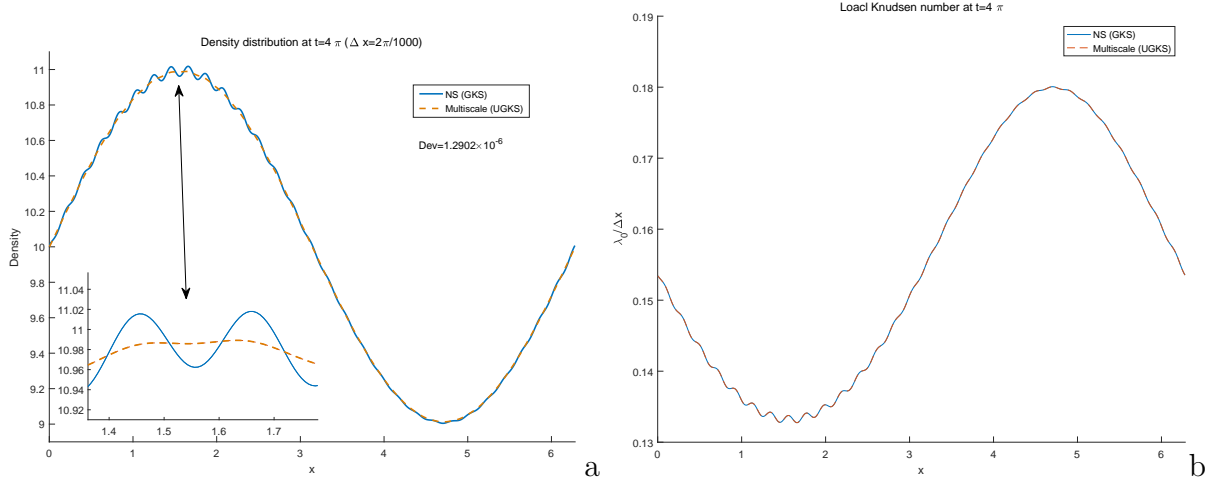 Density distribution at t=4 π ( Δ x=2π/1000)
11
10.8
10.6
10.4
10.2
10
9.8
9.6
9.4
9.2
9
Density
NS (GKS)
Multiscale (UGKS)
Dev=1.2902×10⁻⁶
11.04
11.02
11
10.98
10.96
10.94
10.92
1.4 1.5 1.6 1.7
0 1 2 3 4 5 6
x
a
Loacl Knudsen number at t=4 π
0.19
0.18
0.17
0.16
0.15
0.14
0.13
λ₀/Δx
NS (GKS)
Multiscale (UGKS)
0 1 2 3 4 5 6
x
b